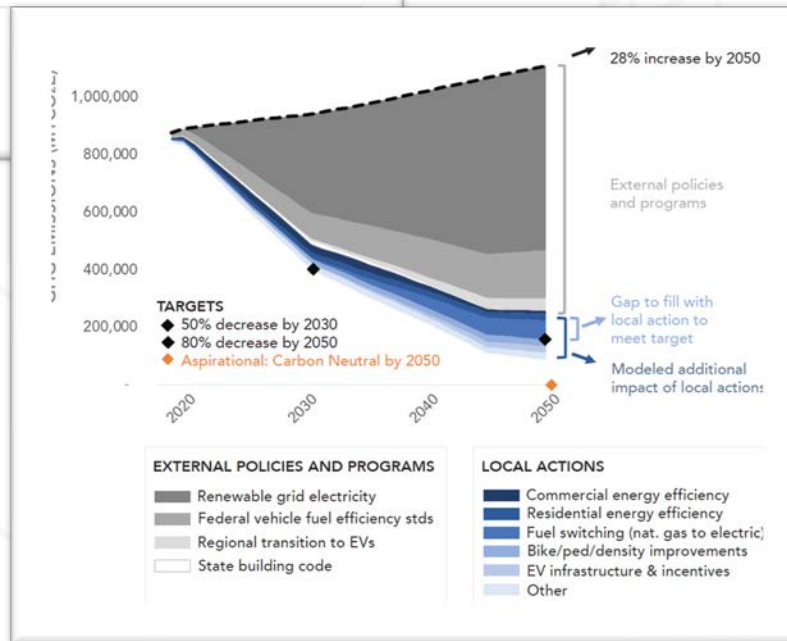 28% increase by 2050
1,000,000
800,000
600,000
400,000
200,000
-
External policies
and programs
Gap to fill with
local action to
meet target
Modeled additional
impact of local actions
TARGETS
50% decrease by 2030
80% decrease by 2050
Aspirational: Carbon Neutral by 2050
2020
2030
2040
2050
EXTERNAL POLICIES AND PROGRAMS
Renewable grid electricity
Federal vehicle fuel efficiency stds
Regional transition to EVs
State building code
LOCAL ACTIONS
Commercial energy efficiency
Residential energy efficiency
Fuel switching (nat. gas to electric)
Bike/ped/density improvements
EV infrastructure & incentives
Other